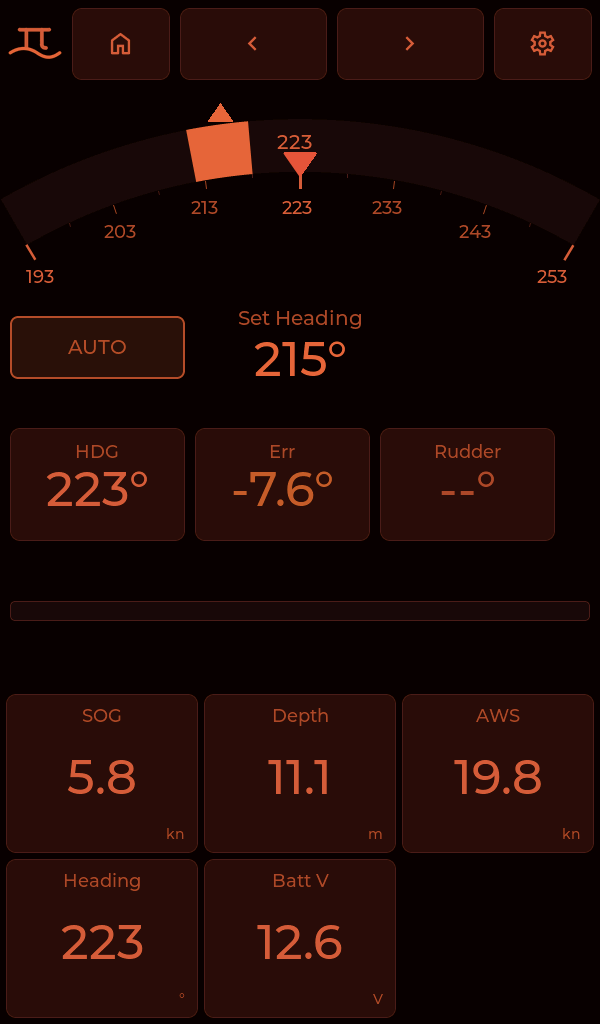 223
213
223
233
203
243
193
253
Set Heading
AUTO
215°
HDG
Err
Rudder
223°
-7.6°
--°
SOG
Depth
AWS
5.8
11.1
19.8
kn
m
kn
Heading
Batt V
223
12.6
°
V